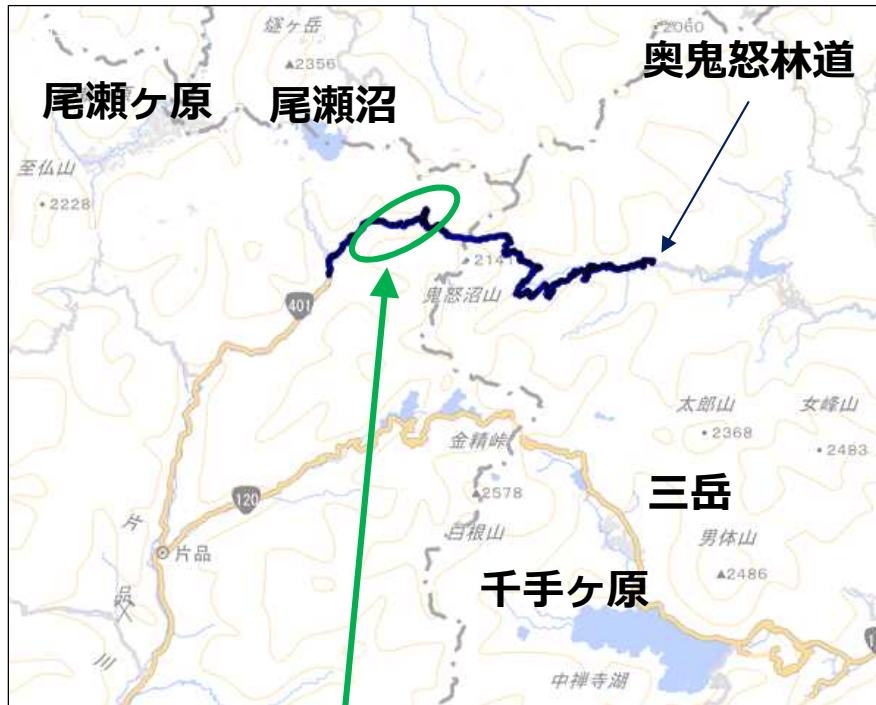 燧ヶ岳
▲2356
2060
奥鬼怒林道
尾瀬ヶ原
尾瀬沼
至仏山
•2228
2141
鬼怒沼山
401
太郎山
•2368
女峰山
•2483
金精峠
120
▲2578
白根山
三岳
片品
男体山
▲2486
片
品
川
千手ヶ原
中禅寺湖